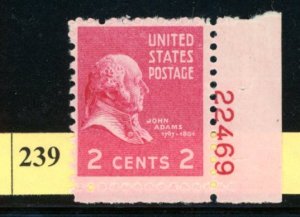 UNITED
STATES
POSTAGE
JOHN
ADAMS
1797-1801
2 CENTS 2
22469
239